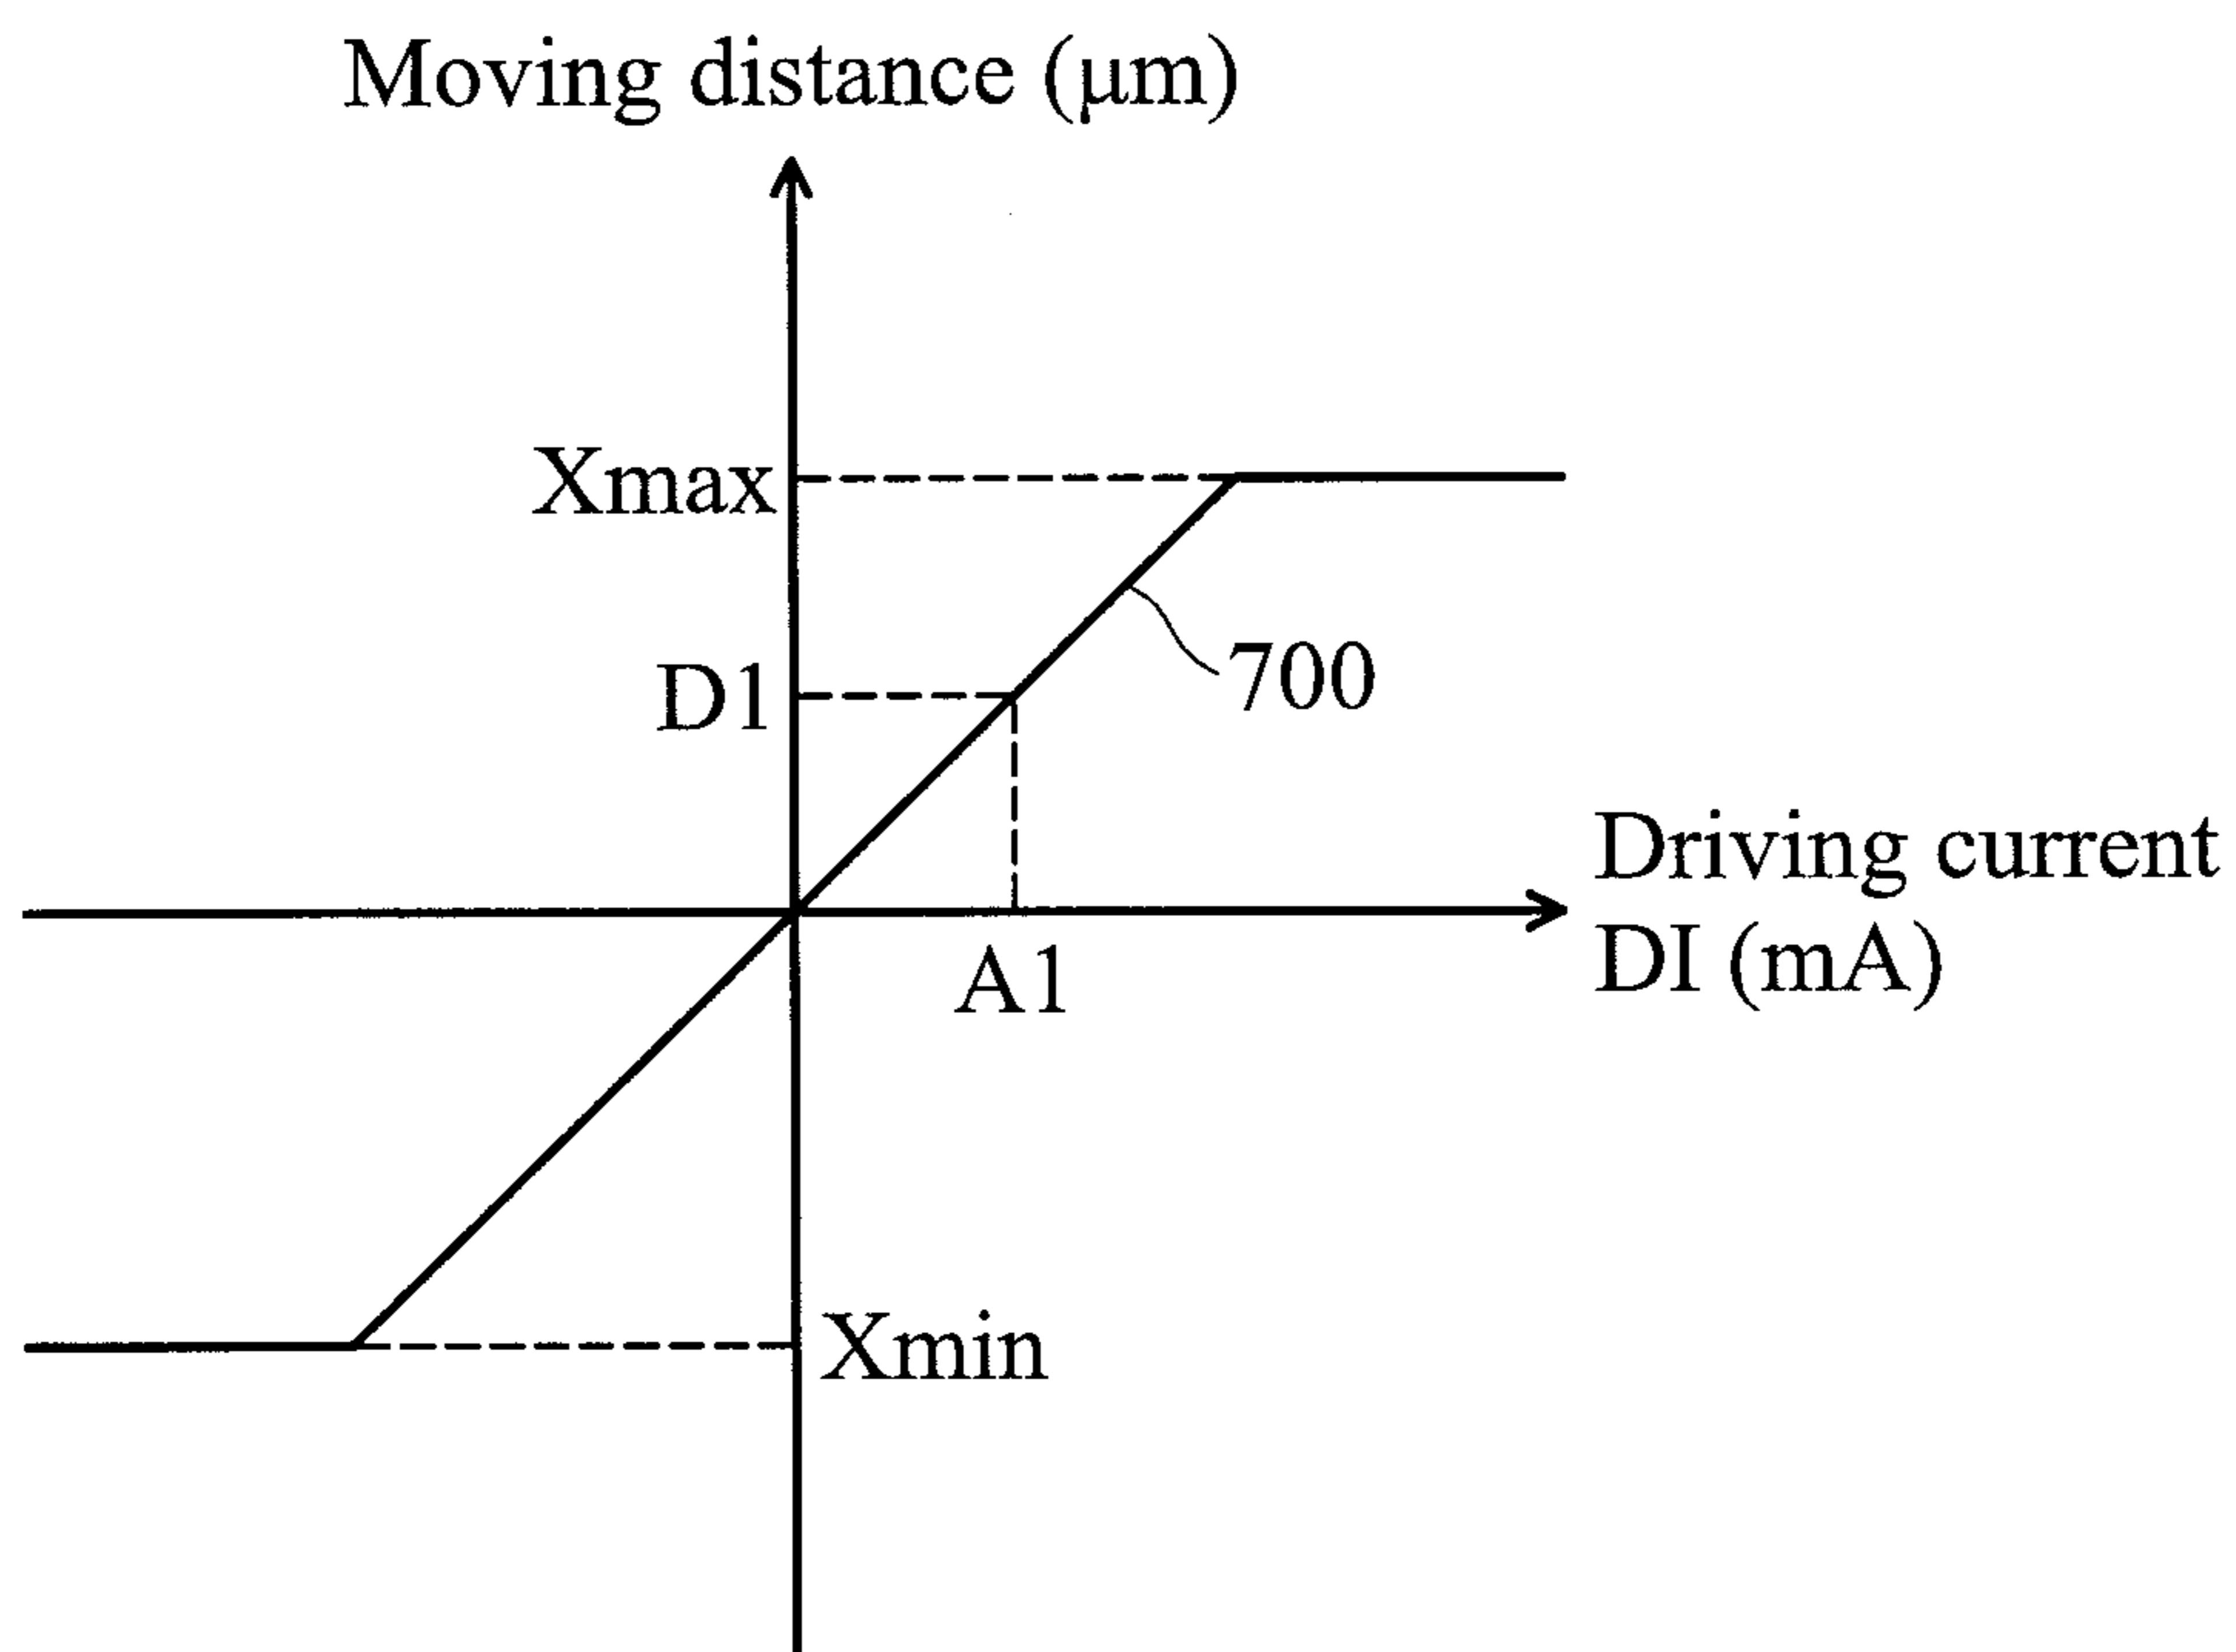 Moving distance (μm)
Xmax
D1
700
Driving current
DI (mA)
A1
Xmin